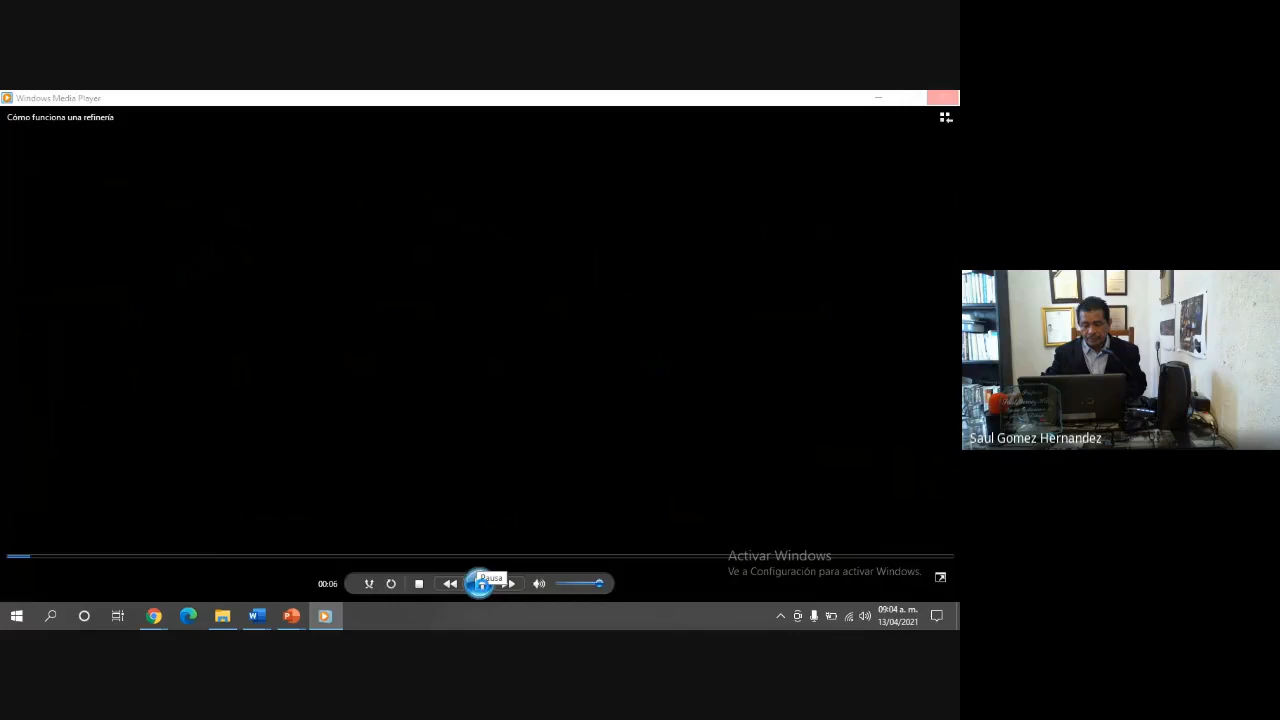 Windows Media Player
Cómo funciona una refinería
Saul Gomez Hernandez
Activar Windows
Ve a Configuración para activar Windows.
00:06
Pausa
09:04 a. m.
13/04/2021